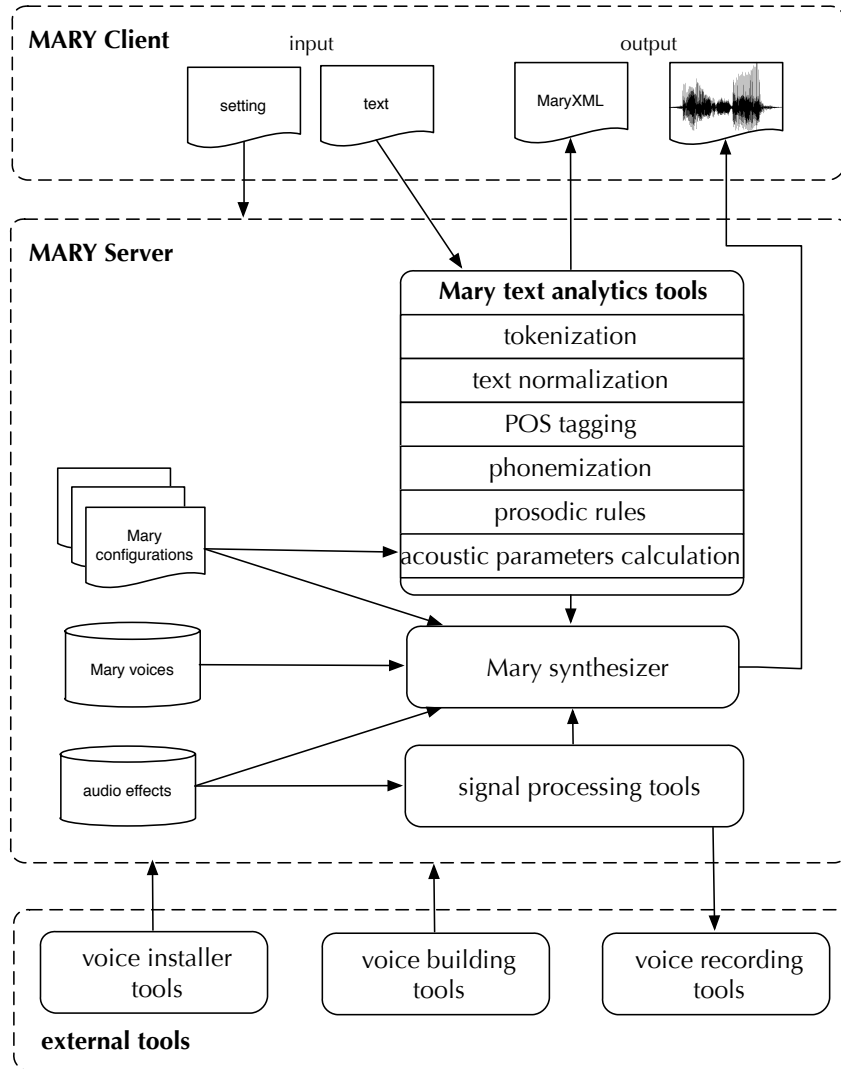 MARY Client
input
output
setting
text
MaryXML
MARY Server
Mary text analytics tools
tokenization
text normalization
POS tagging
phonemization
prosodic rules
acoustic parameters calculation
Mary
configurations
Mary voices
Mary synthesizer
audio effects
signal processing tools
voice installer
tools
voice building
tools
voice recording
tools
external tools